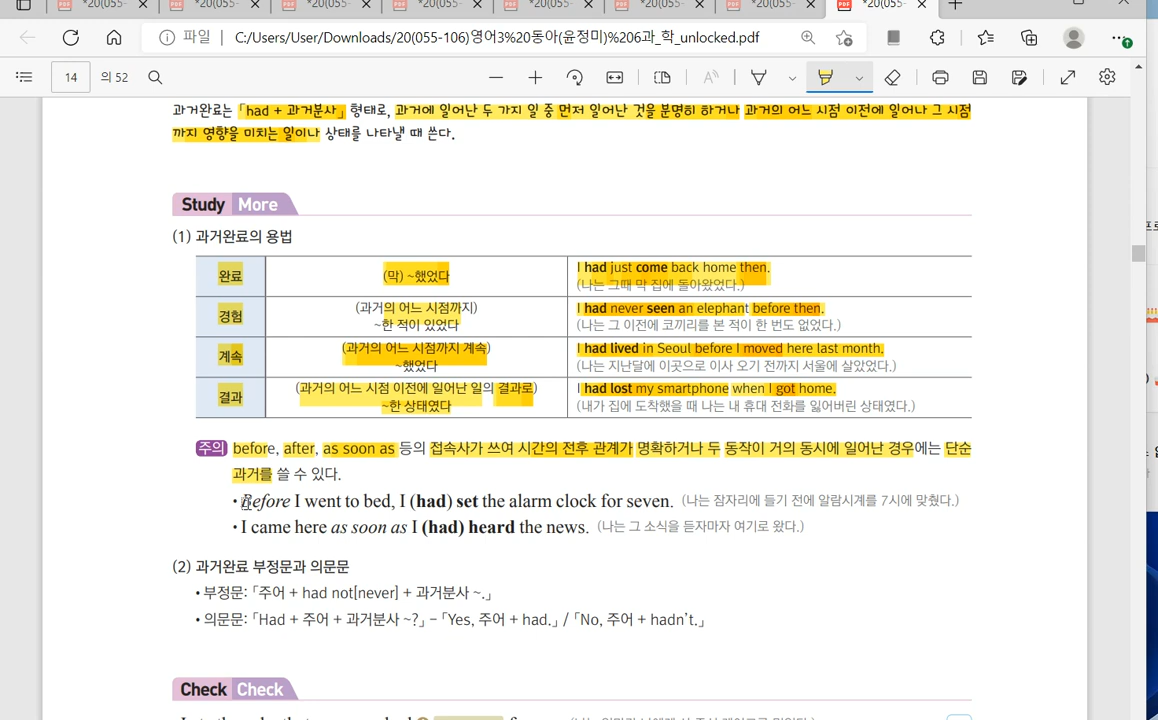 *20(055- *20(055- *20(055- *20(055- *20(055- *20(055- *20(055- *20(055-
파일 C:/Users/User/Downloads/20(055-106)영어3%20동아(윤정미)%206과_학_unlocked.pdf
14 의 52
과거완료는 「had + 과거분사」 형태로, 과거에 일어난 두 가지 일 중 먼저 일어난 것을 분명히 하거나 과거의 어느 시점 이전에 일어나 그 시점
까지 영향을 미치는 일이나 상태를 나타낼 때 쓴다.
Study More
(1) 과거완료의 용법
완료 (막) ~했었다 I had just come back home then.
(나는 그때 막 집에 돌아왔었다.)
경험 (과거의 어느 시점까지) I had never seen an elephant before then.
~한 적이 있었다 (나는 그 이전에 코끼리를 본 적이 한 번도 없었다.)
계속 (과거의 어느 시점까지 계속) I had lived in Seoul before I moved here last month.
~했었다 (나는 지난달에 이곳으로 이사 오기 전까지 서울에 살았었다.)
결과 (과거의 어느 시점 이전에 일어난 일의 결과로) I had lost my smartphone when I got home.
~한 상태였다 (내가 집에 도착했을 때 나는 내 휴대 전화를 잃어버린 상태였다.)
주의 before, after, as soon as 등의 접속사가 쓰여 시간의 전후 관계가 명확하거나 두 동작이 거의 동시에 일어난 경우에는 단순
과거를 쓸 수 있다.
• Before I went to bed, I (had) set the alarm clock for seven. (나는 잠자리에 들기 전에 알람시계를 7시에 맞췄다.)
• I came here as soon as I (had) heard the news. (나는 그 소식을 듣자마자 여기로 왔다.)
(2) 과거완료 부정문과 의문문
• 부정문: 「주어 + had not[never] + 과거분사 ~.」
• 의문문: 「Had + 주어 + 과거분사 ~?」 – 「Yes, 주어 + had.」 / 「No, 주어 + hadn't.」
Check Check